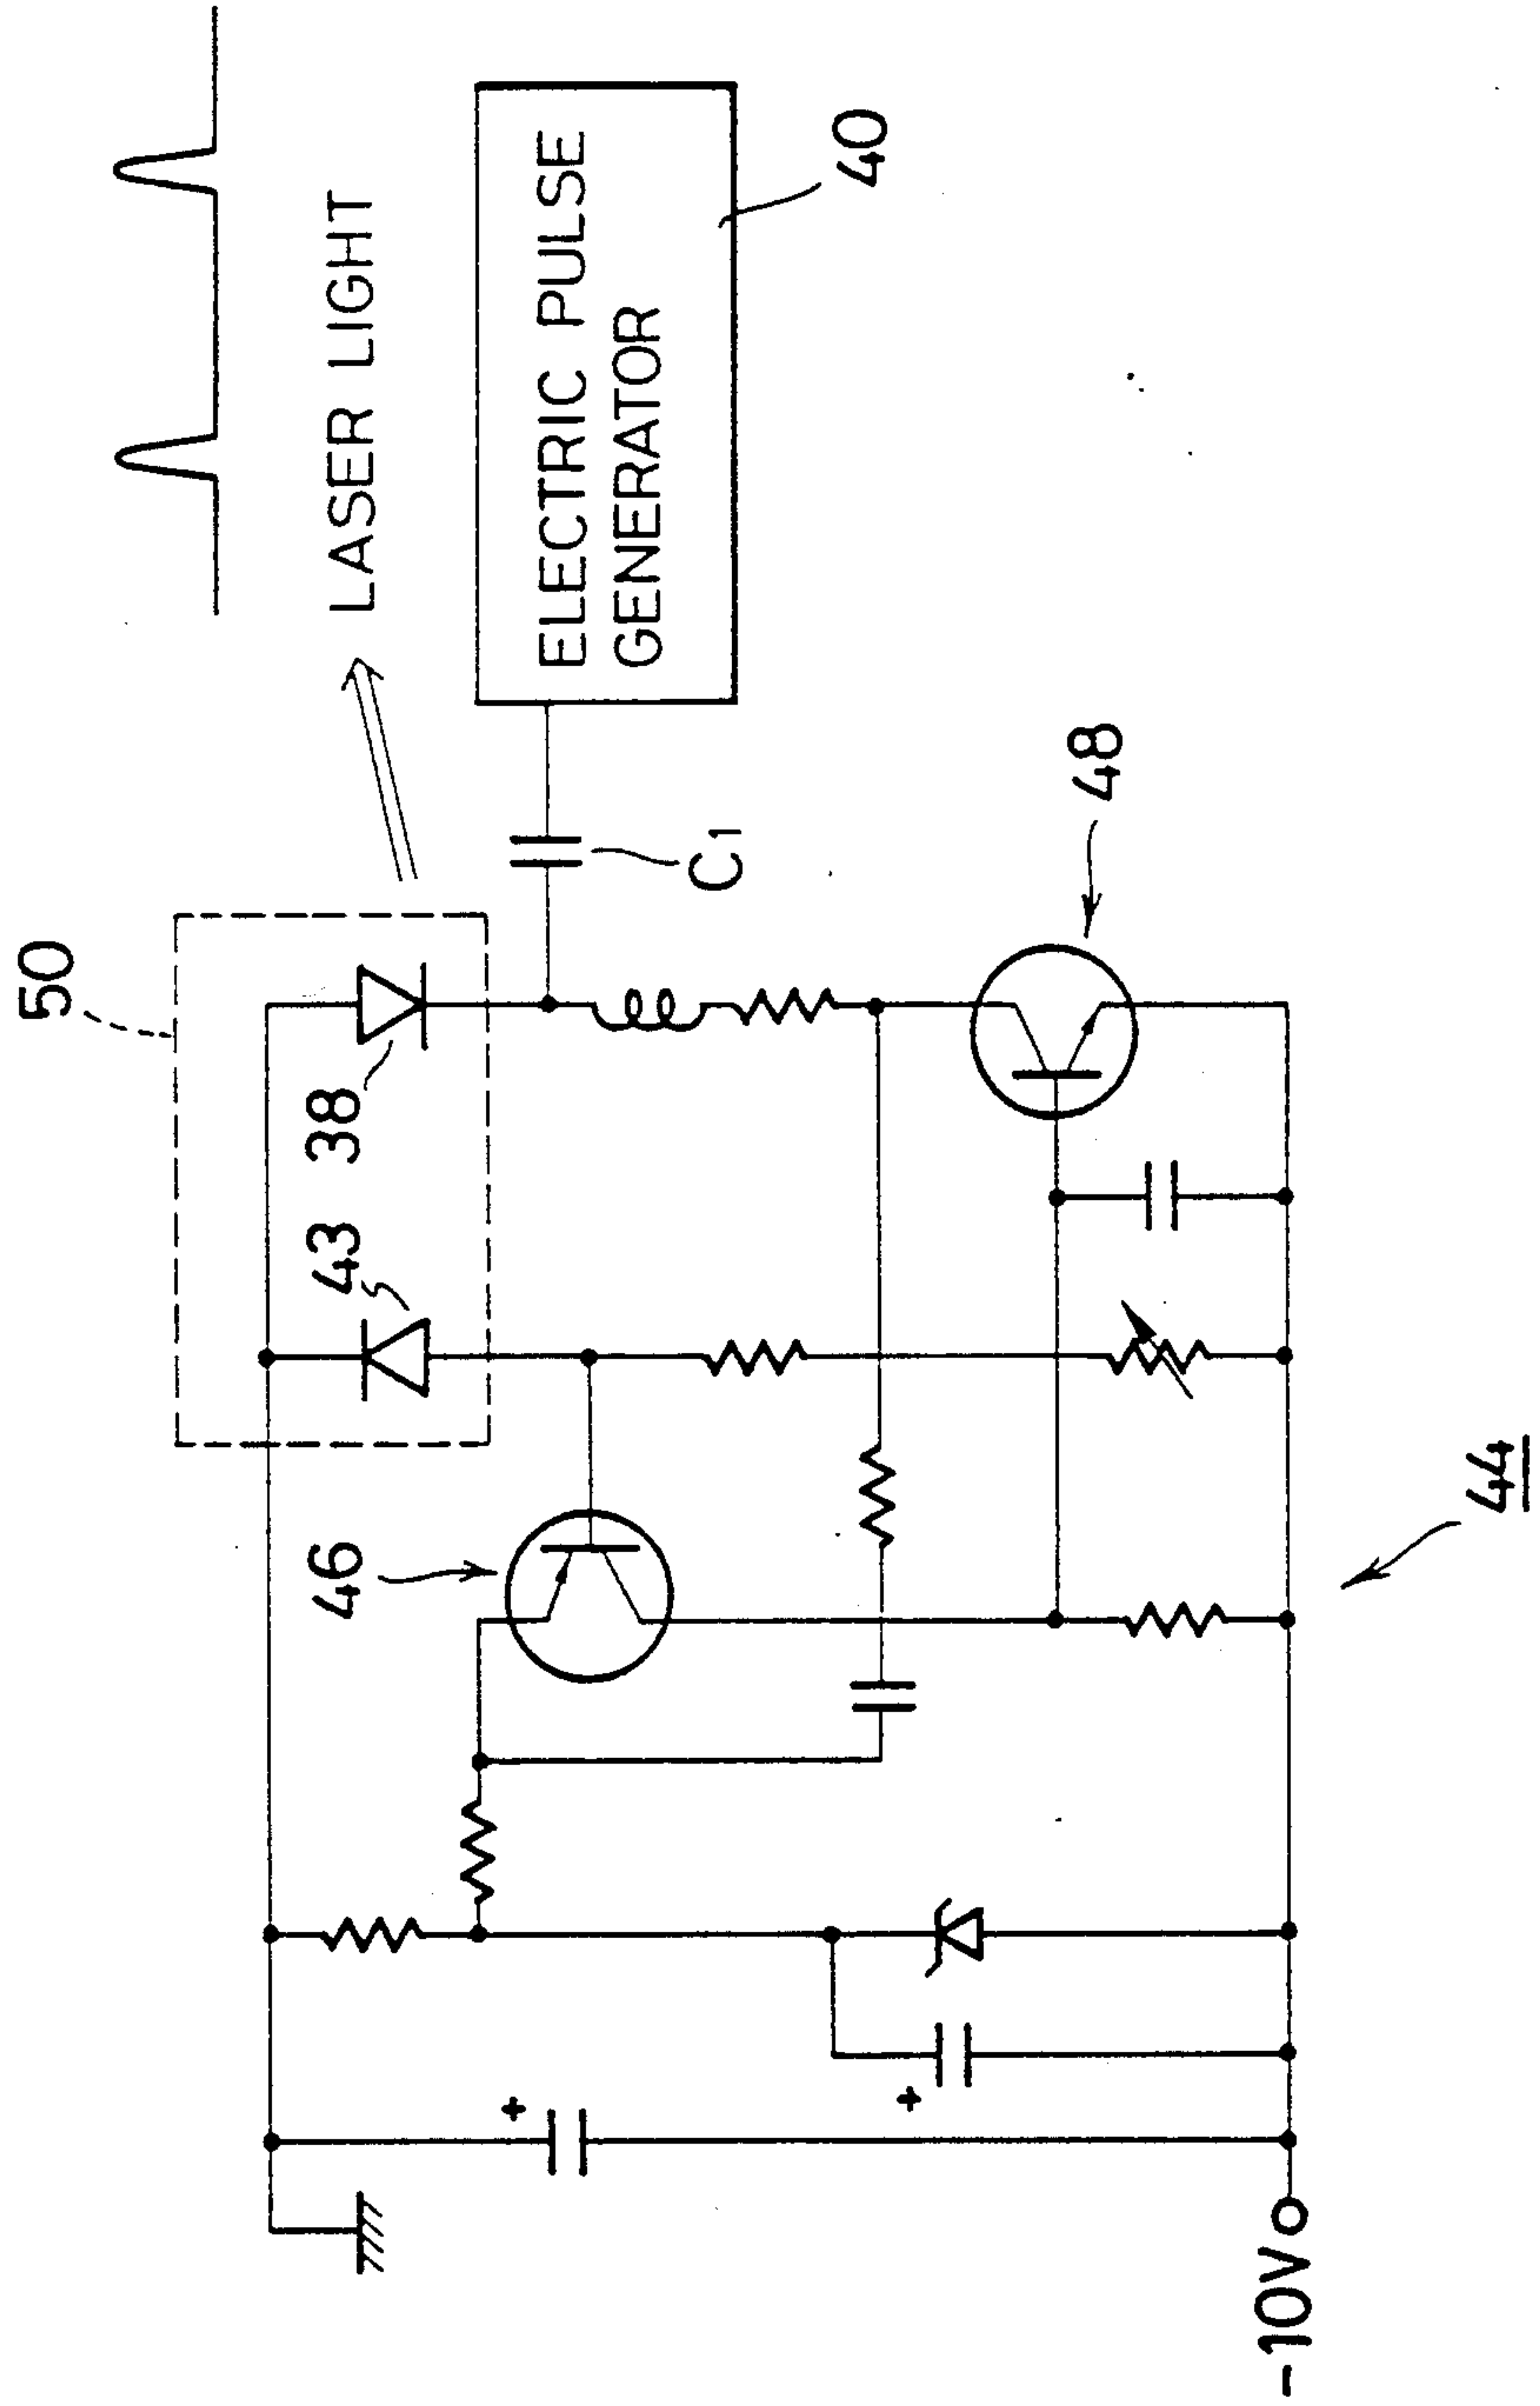 50
LASER LIGHT
43 38
46
ELECTRIC PULSE
GENERATOR
40
C1
48
44
+
+
-10V